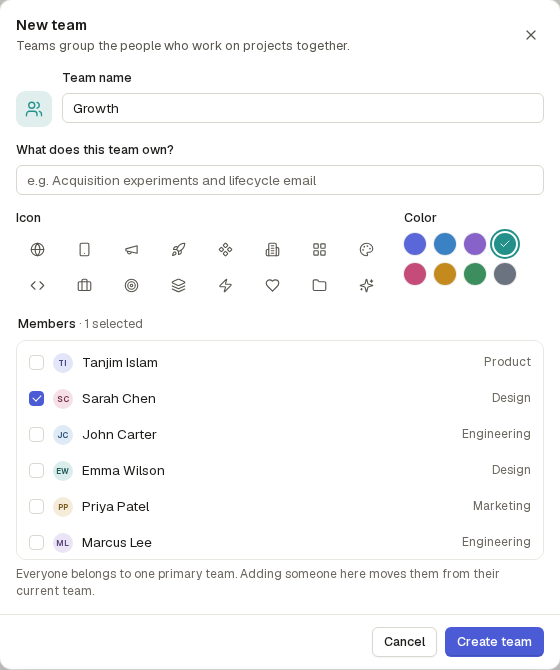 New team
Teams group the people who work on projects together.
Team name
Growth
What does this team own?
e.g. Acquisition experiments and lifecycle email
Icon
Color
Members · 1 selected
TI Tanjim Islam Product
SC Sarah Chen Design
JC John Carter Engineering
EW Emma Wilson Design
PP Priya Patel Marketing
ML Marcus Lee Engineering
Everyone belongs to one primary team. Adding someone here moves them from their
current team.
Cancel Create team